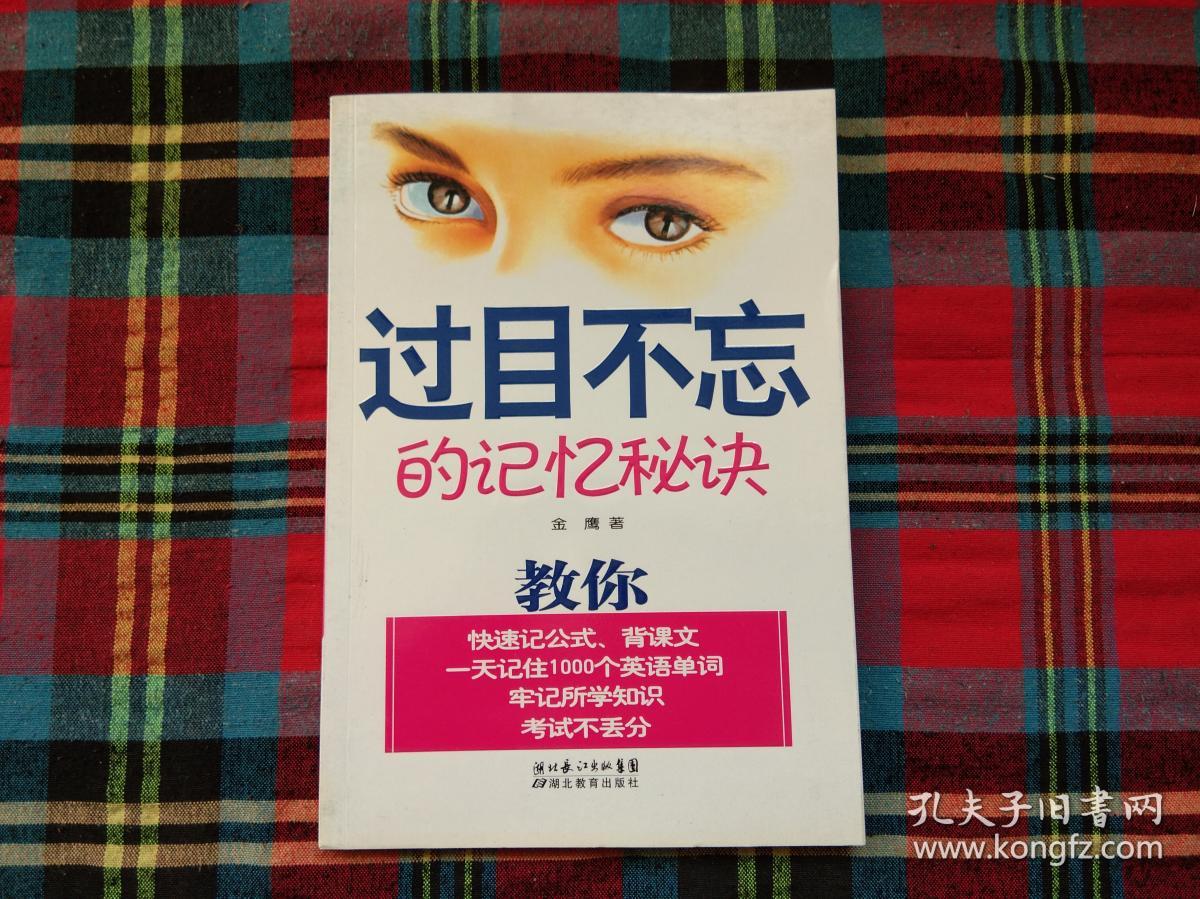 过目不忘
的记忆秘诀
金 鹰 著
教你
快速记公式、背课文
一天记住1000个英语单词
牢记所学知识
考试不丢分
湖北长江出版集团
湖北教育出版社
孔夫子旧書网
www.kongfz.com